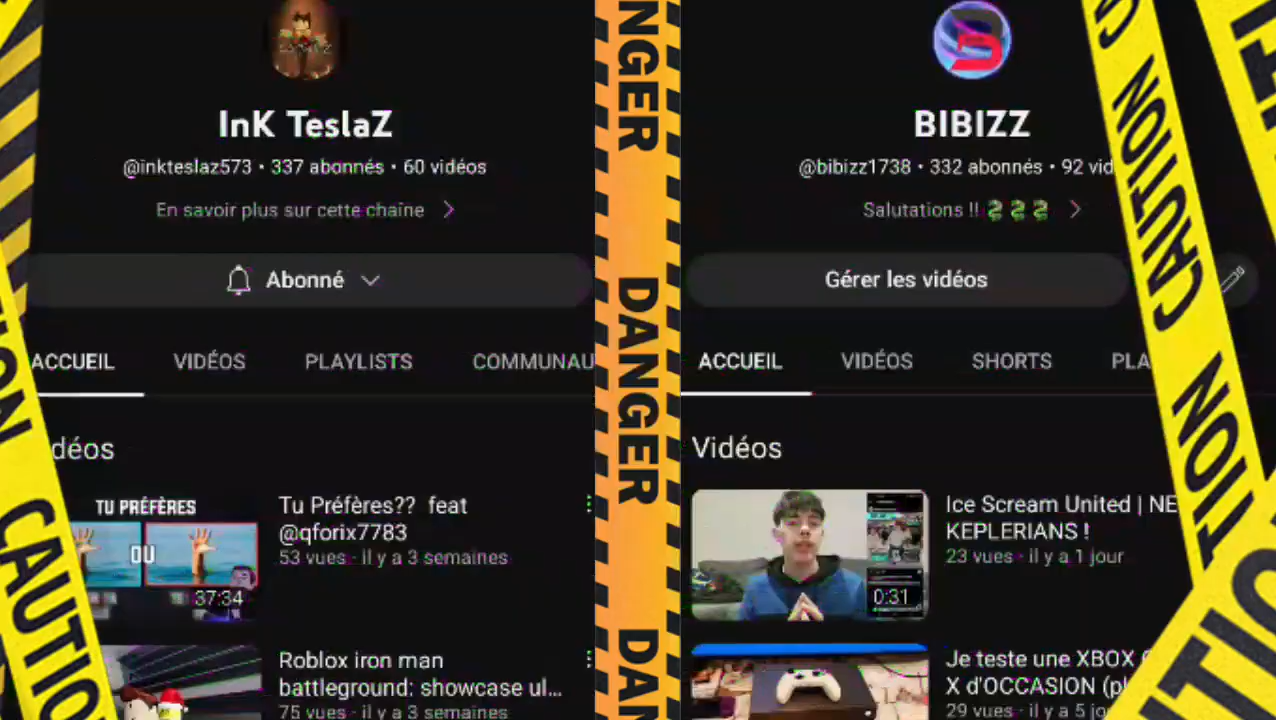 InK TeslaZ
@inkteslaz573 • 337 abonnés • 60 vidéos
En savoir plus sur cette chaîne
Abonné
ACCUEIL VIDÉOS PLAYLISTS COMMUNAU
déos
TU PRÉFÈRES
OU
37:34
Tu Préfères?? feat
@qforix7783
53 vues · il y a 3 semaines
Roblox iron man
battleground: showcase ul...
75 vues · il y a 3 semaines
NGER
DANGER
DAN
BIBIZZ
@bibizz1738 • 332 abonnés • 92 vid
Salutations !!
Gérer les vidéos
ACCUEIL VIDÉOS SHORTS PLA
Vidéos
0:31
Ice Scream United | NE
KEPLERIANS !
23 vues · il y a 1 jour
Je teste une XBOX
X d'OCCASION (pl
29 vues · il y a 5 jou
CAUTION
CAUTION
CAUTION